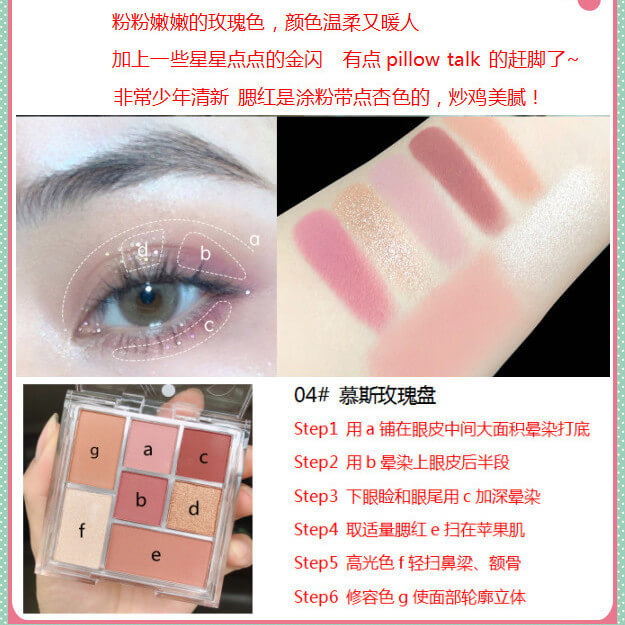 粉粉嫩嫩的玫瑰色，颜色温柔又暖人
加上一些星星点点的金闪　有点 pillow talk 的赶脚了~
非常少年清新 腮红是涂粉带点杏色的，炒鸡美腻！
a
d
b
c
g a c
b d
f e
04# 慕斯玫瑰盘
Step1 用 a 铺在眼皮中间大面积晕染打底
Step2 用 b 晕染上眼皮后半段
Step3 下眼睑和眼尾用 c 加深晕染
Step4 取适量腮红 e 扫在苹果肌
Step5 高光色 f 轻扫鼻梁、额骨
Step6 修容色 g 使面部轮廓立体